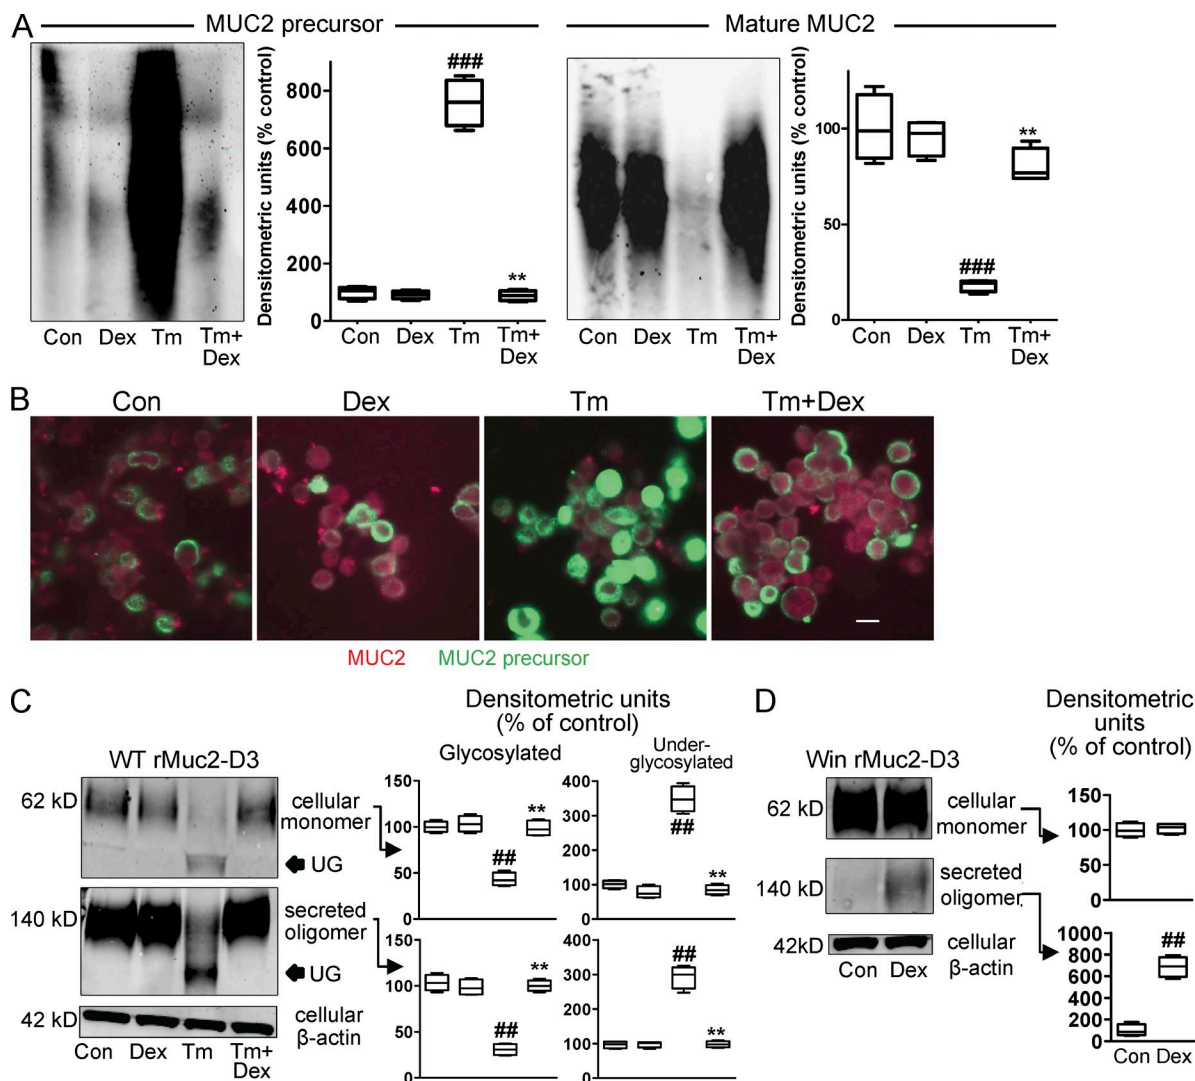 A
MUC2 precursor
Mature MUC2
Densitometric units (% control)
800
600
400
200
0
###
**
Con
Dex
Tm
Tm+
Dex
Con
Dex
Tm
Tm+
Dex
Densitometric units (% control)
100
50
0
###
**
Con
Dex
Tm
Tm+
Dex
Con
Dex
Tm
Tm+
Dex
B
Con
Dex
Tm
Tm+Dex
MUC2
MUC2 precursor
C
Densitometric units
(% of control)
WT rMuc2-D3
Glycosylated
Under-
glycosylated
62 kD
cellular
monomer
UG
150
100
50
0
##
**
400
300
200
100
0
##
**
140 kD
secreted
oligomer
UG
150
100
50
0
##
**
400
300
200
100
0
##
**
42 kD
cellular
β-actin
Con
Dex
Tm
Tm+
Dex
D
Densitometric
units
(% of control)
Win rMuc2-D3
62 kD
cellular
monomer
150
100
50
0
140 kD
secreted
oligomer
1000
800
600
400
200
0
##
42kD
cellular
β-actin
Con
Dex
Con
Dex